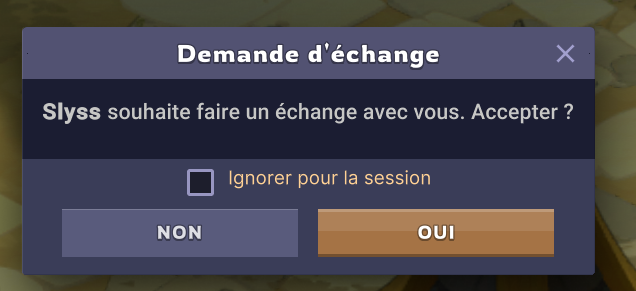 Demande d'échange
Slyss souhaite faire un échange avec vous. Accepter ?
Ignorer pour la session
NON
OUI